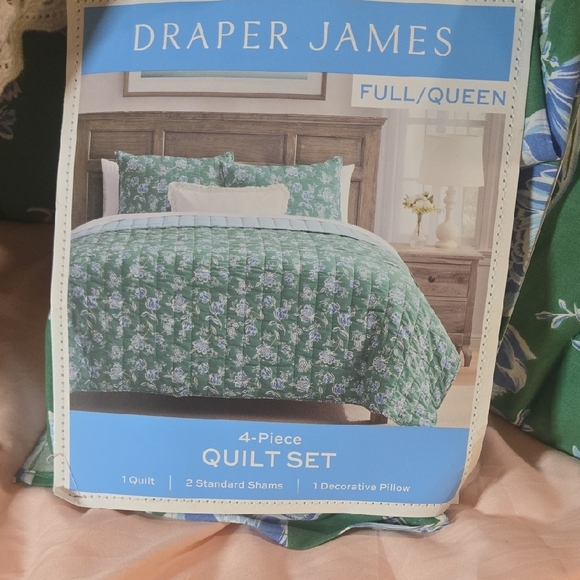 DRAPER JAMES
FULL/QUEEN
4-Piece
QUILT SET
1 Quilt | 2 Standard Shams | 1 Decorative Pillow